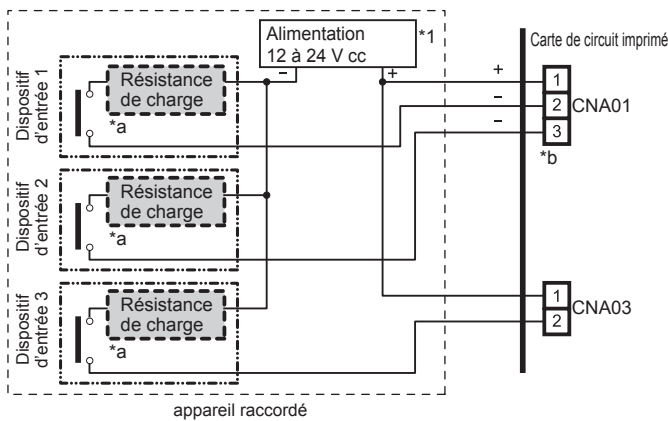 Alimentation
12 à 24 V cc
*1
–
+
Carte de circuit imprimé
Dispositif
d'entrée 1
Résistance
de charge
*a
+
–
–
1
2
3
CNA01
*b
Dispositif
d'entrée 2
Résistance
de charge
*a
Dispositif
d'entrée 3
Résistance
de charge
*a
1
2
CNA03
appareil raccordé